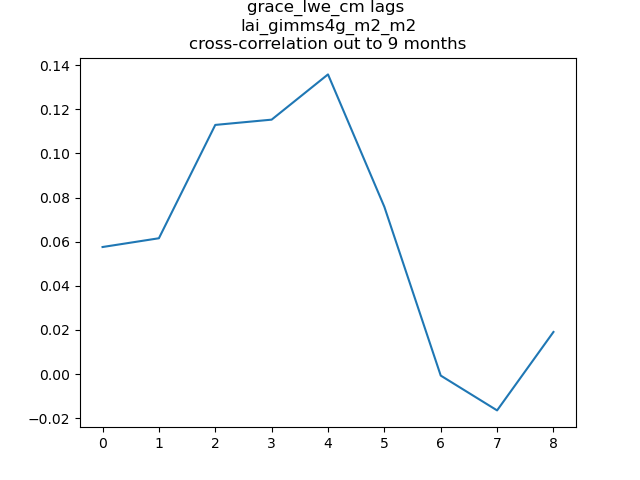 grace_lwe_cm lags
lai_gimms4g_m2_m2
cross-correlation out to 9 months
0.14
0.12
0.10
0.08
0.06
0.04
0.02
0.00
−0.02
0 1 2 3 4 5 6 7 8